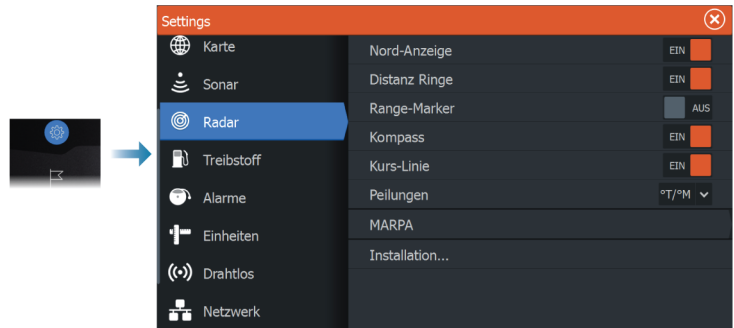 Settings
Karte
Sonar
Radar
Treibstoff
Alarme
Einheiten
Drahtlos
Netzwerk
Nord-Anzeige EIN
Distanz Ringe EIN
Range-Marker AUS
Kompass EIN
Kurs-Linie EIN
Peilungen °T/°M
MARPA
Installation...